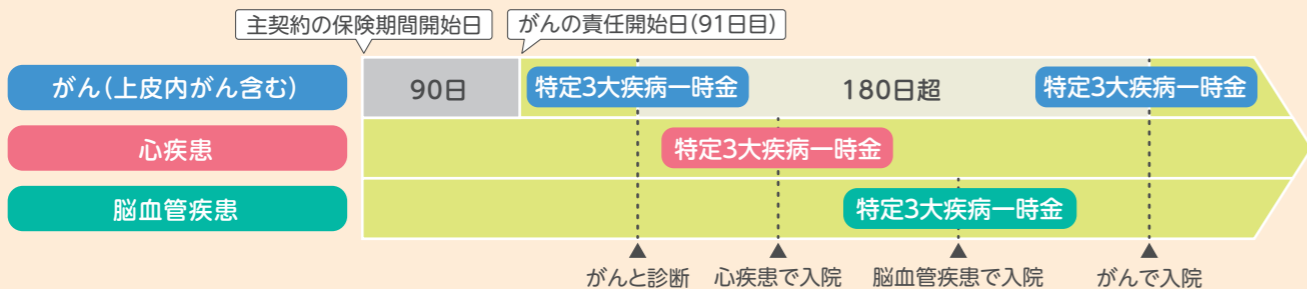 主契約の保険期間開始日
がんの責任開始日(91日目)
がん(上皮内がん含む)
90日
特定3大疾病一時金
180日超
特定3大疾病一時金
心疾患
特定3大疾病一時金
脳血管疾患
特定3大疾病一時金
がんと診断
心疾患で入院
脳血管疾患で入院
がんで入院